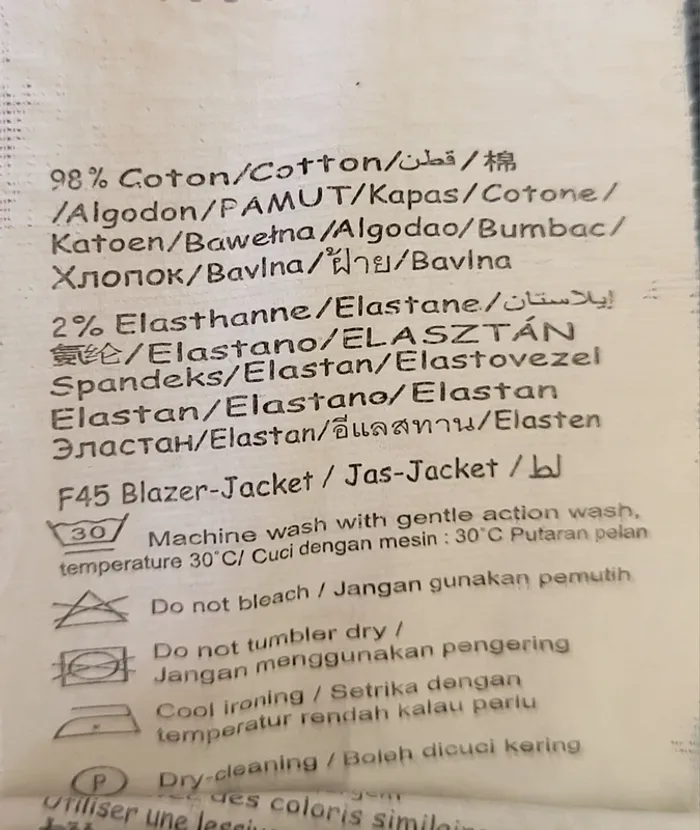 98% Coton/Cotton/قطن/棉
/Algodon/PAMUT/Kapas/Cotone/
Katoen/Bawełna/Algodao/Bumbac/
Хлопок/Bavlna/ฝ้าย/Bavlna
2% Elasthanne/Elastane/إيلاستان/
氨纶/Elastano/ELASZTÁN
Spandeks/Elastan/Elastovezel
Elastan/Elastano/Elastan
Эластан/Elastan/อีแลสทาน/Elasten
F45 Blazer-Jacket / Jas-Jacket / لط
30 Machine wash with gentle action wash,
temperature 30°C/ Cuci dengan mesin : 30°C Putaran pelan
Do not bleach / Jangan gunakan pemutih
Do not tumbler dry /
Jangan menggunakan pengering
Cool ironing / Setrika dengan
temperatur rendah kalau perlu
P Dry-cleaning / Boleh dicuci kering
des coloris similaire
Utiliser une